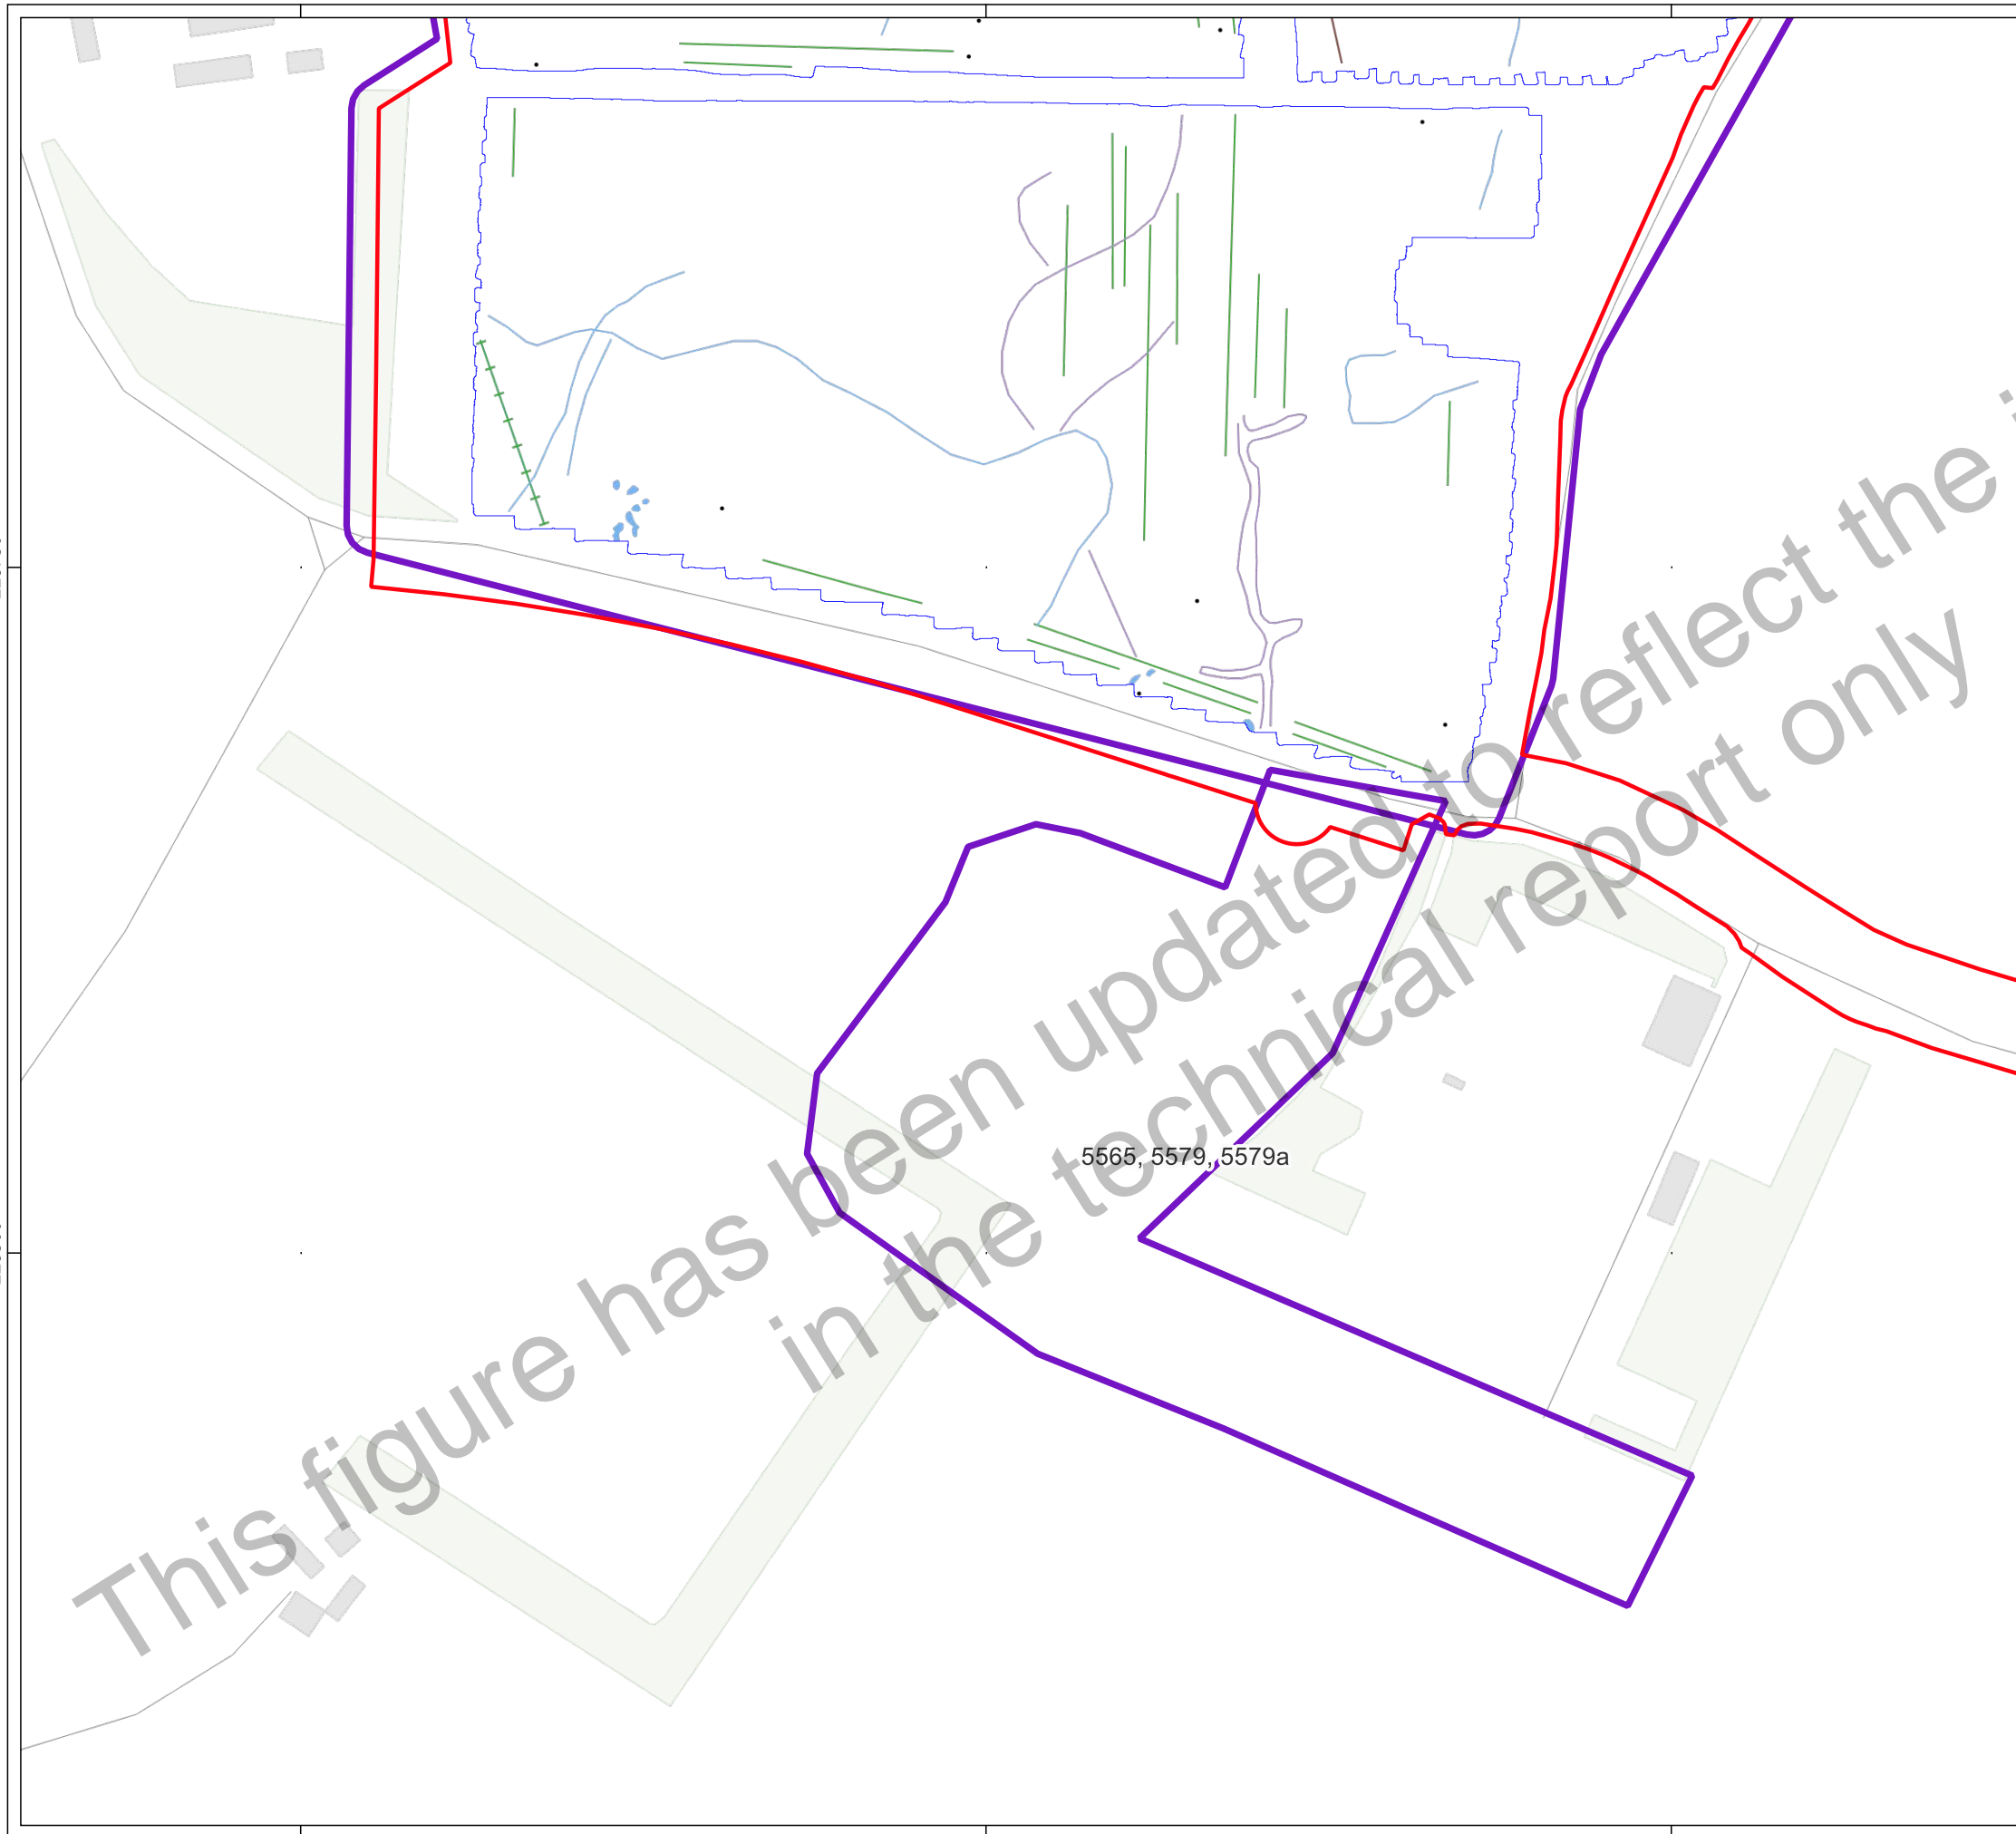 This figure has been updated to reflect the
in the technical report only
5565, 5579, 5579a